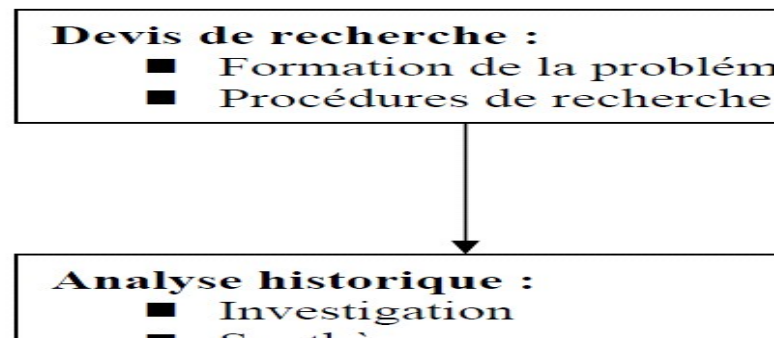 Devis de recherche :
■ Formation de la problém
■ Procédures de recherche
Analyse historique :
■ Investigation